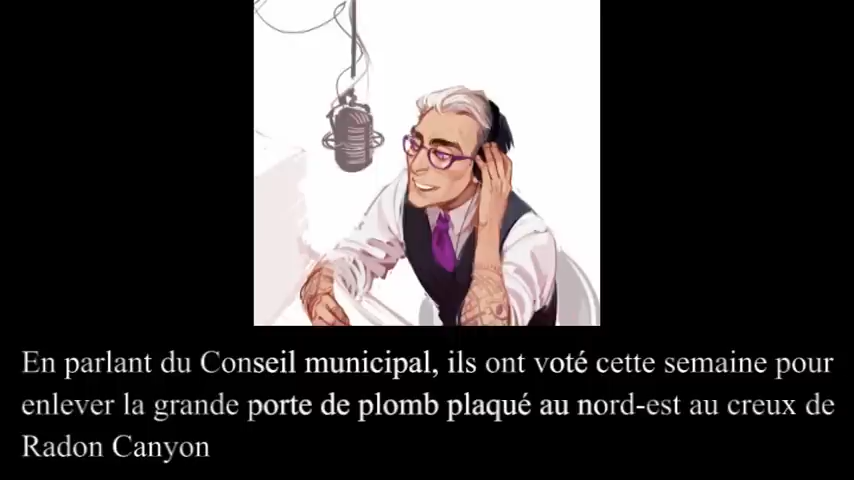 En parlant du Conseil municipal, ils ont voté cette semaine pour
enlever la grande porte de plomb plaqué au nord-est au creux de
Radon Canyon